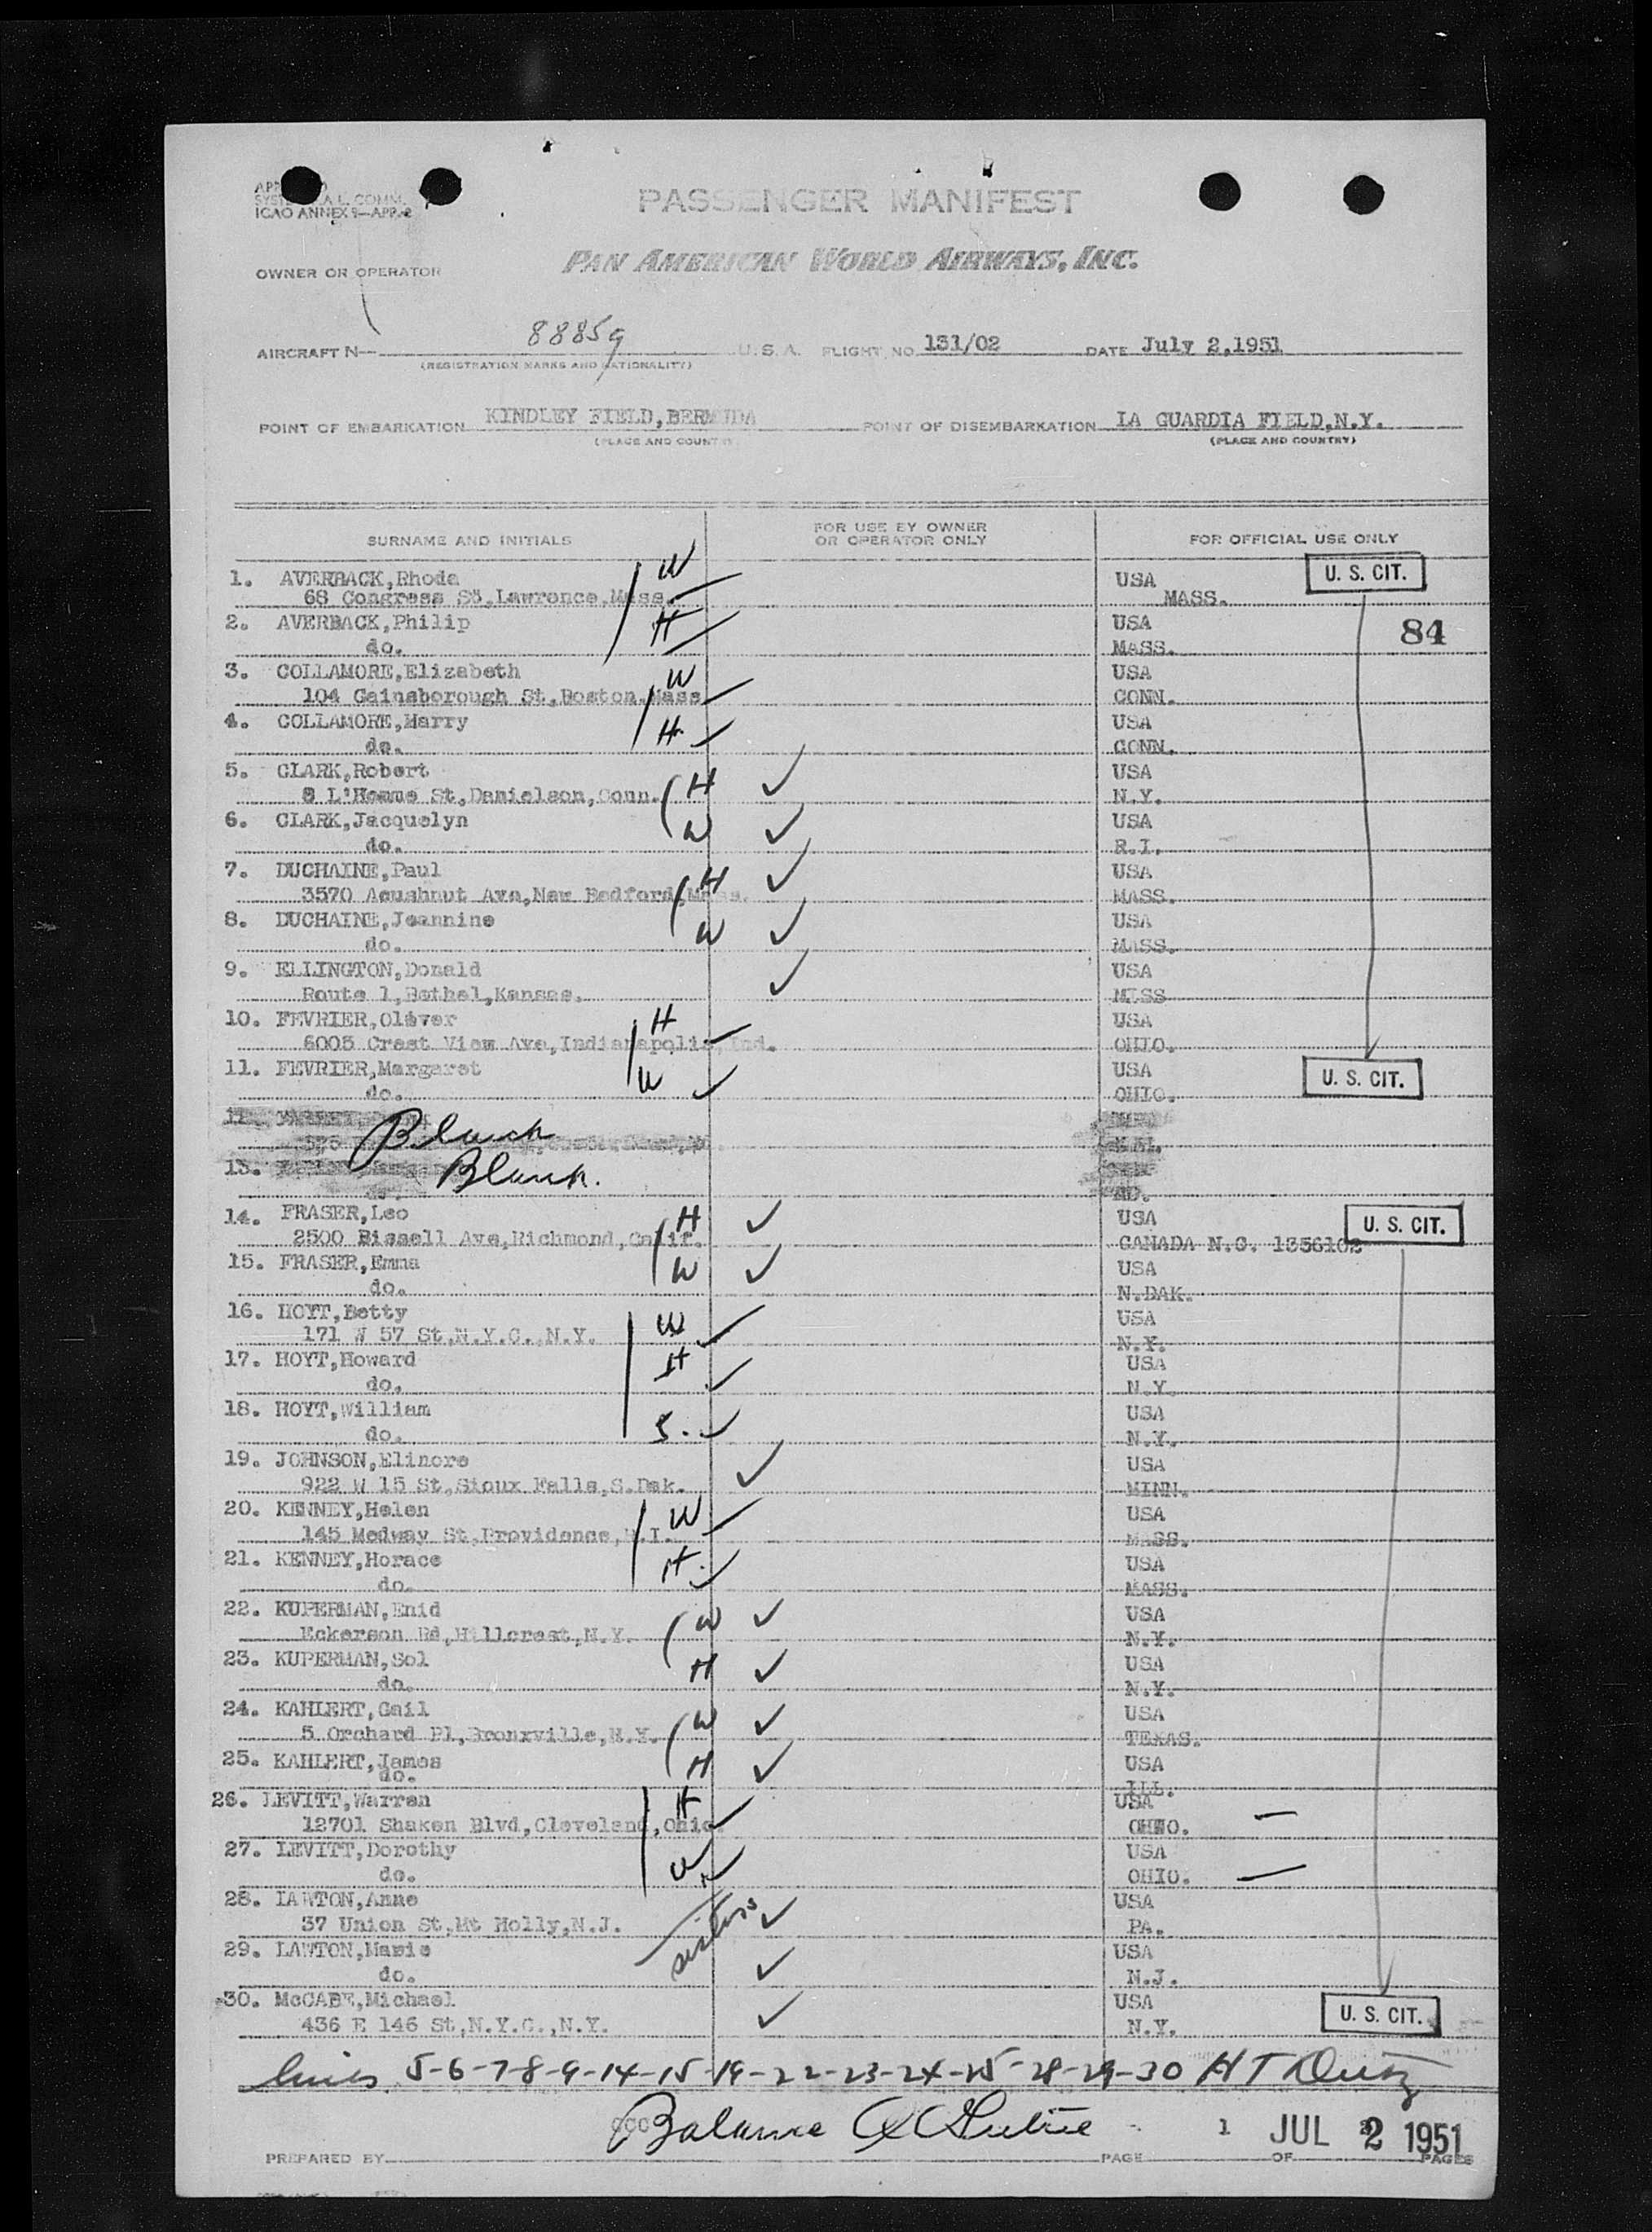 ICAO ANNEX 9—APP. 2
PASSENGER MANIFEST
PAN AMERICAN WORLD AIRWAYS, INC.
OWNER OR OPERATOR
AIRCRAFT N— 88859 U.S.A. FLIGHT NO. 131/02 DATE July 2,1951
(REGISTRATION MARKS AND NATIONALITY)
POINT OF EMBARKATION KINDLEY FIELD,BERMUDA POINT OF DISEMBARKATION LA GUARDIA FIELD,N.Y.
(PLACE AND COUNTRY) (PLACE AND COUNTRY)
SURNAME AND INITIALS FOR USE BY OWNER OR OPERATOR ONLY FOR OFFICIAL USE ONLY
1. AVERBACK,Rhoda W USA U. S. CIT.
68 Congress St,Lawrence,Mass. MASS.
2. AVERBACK,Philip H USA 84
do. MASS.
3. COLLAMORE,Elizabeth W USA
104 Gainsborough St,Boston,Mass CONN.
4. COLLAMORE,Harry H USA
do. CONN.
5. CLARK,Robert H USA
8 L'Homme St,Danielson,Conn. N.Y.
6. CLARK,Jacquelyn W USA
do. R.I.
7. DUCHAINE,Paul H USA
3570 Acushnut Ave,New Bedford,Mass. MASS.
8. DUCHAINE,Jeannine W USA
do. MASS.
9. ELLINGTON,Donald USA
Route 1,Bethel,Kansas. MISS
10. FEVRIER,Oliver H USA
6005 Crest View Ave,Indianapolis,Ind. OHIO.
11. FEVRIER,Margaret W USA U. S. CIT.
do. OHIO.
12. Blank
13. Blank.
14. FRASER,Leo H USA U. S. CIT.
2500 Bissell Ave,Richmond,Calif. CANADA N.C. 1356102
15. FRASER,Emma W USA
do. N.DAK.
16. HOYT,Betty W USA
171 W 57 St,N.Y.C.,N.Y. N.Y.
17. HOYT,Howard H USA
do. N.Y.
18. HOYT,William S. USA
do. N.Y.
19. JOHNSON,Elinore USA
922 W 15 St,Sioux Falls,S.Dak. MINN.
20. KENNEY,Helen W USA
145 Medway St,Providence,R.I. MASS.
21. KENNEY,Horace H USA
do. MASS.
22. KUPERMAN,Enid W USA
Eckerson Rd,Hillcrest,N.Y. N.Y.
23. KUPERMAN,Sol H USA
do. N.Y.
24. KAHLERT,Gail W USA
5 Orchard Pl,Bronxville,N.Y. TEXAS.
25. KAHLERT,James H USA
do. ILL.
26. LEVITT,Warren H USA
12701 Shaken Blvd,Cleveland,Ohio. OHIO.
27. LEVITT,Dorothy W USA
do. OHIO.
28. LAWTON,Anne sisters USA
37 Union St,Mt Holly,N.J. PA.
29. LAWTON,Marie USA
do. N.J.
30. McCABE,Michael USA U. S. CIT.
436 E 146 St,N.Y.C.,N.Y. N.Y.
lines 5-6-7-8-9-14-15-19-22-23-24-25-28-29-30 H T
Balance 1 JUL 2 1951
PREPARED BY PAGE OF PAGES